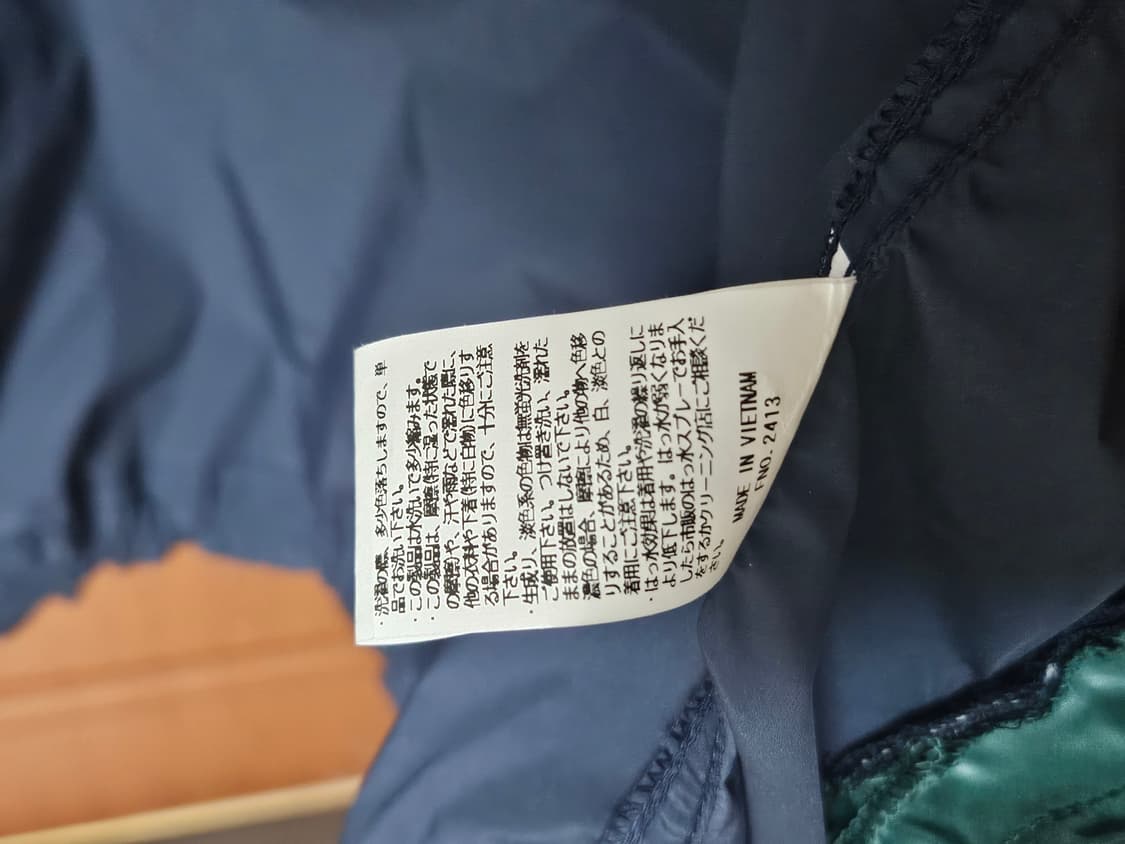 ・洗濯の際、多少色落ちしますので、単
品でお洗い下さい。
・この製品は水洗いで多少縮みます。
・この製品は、摩擦(特に湿った状態で
の摩擦)や、汗や雨などで濡れた際に、
他の衣料や下着(特に白物)に色移りす
る場合がありますので、十分にご注意
下さい。
・生成り、淡色系の色物は無蛍光洗剤を
ご使用下さい。つけ置き洗い、濡れた
ままの放置はしないで下さい。
濃色の場合、摩擦により他の物へ色移
りすることがあるため、白、淡色との
着用にご注意下さい。
・はっ水効果は着用や洗濯の繰り返しに
より低下します。はっ水が弱くなりま
したら市販のはっ水スプレーでお手入
をするかクリーニング店にご相談くだ
さい。
MADE IN VIETNAM
FNO.2413